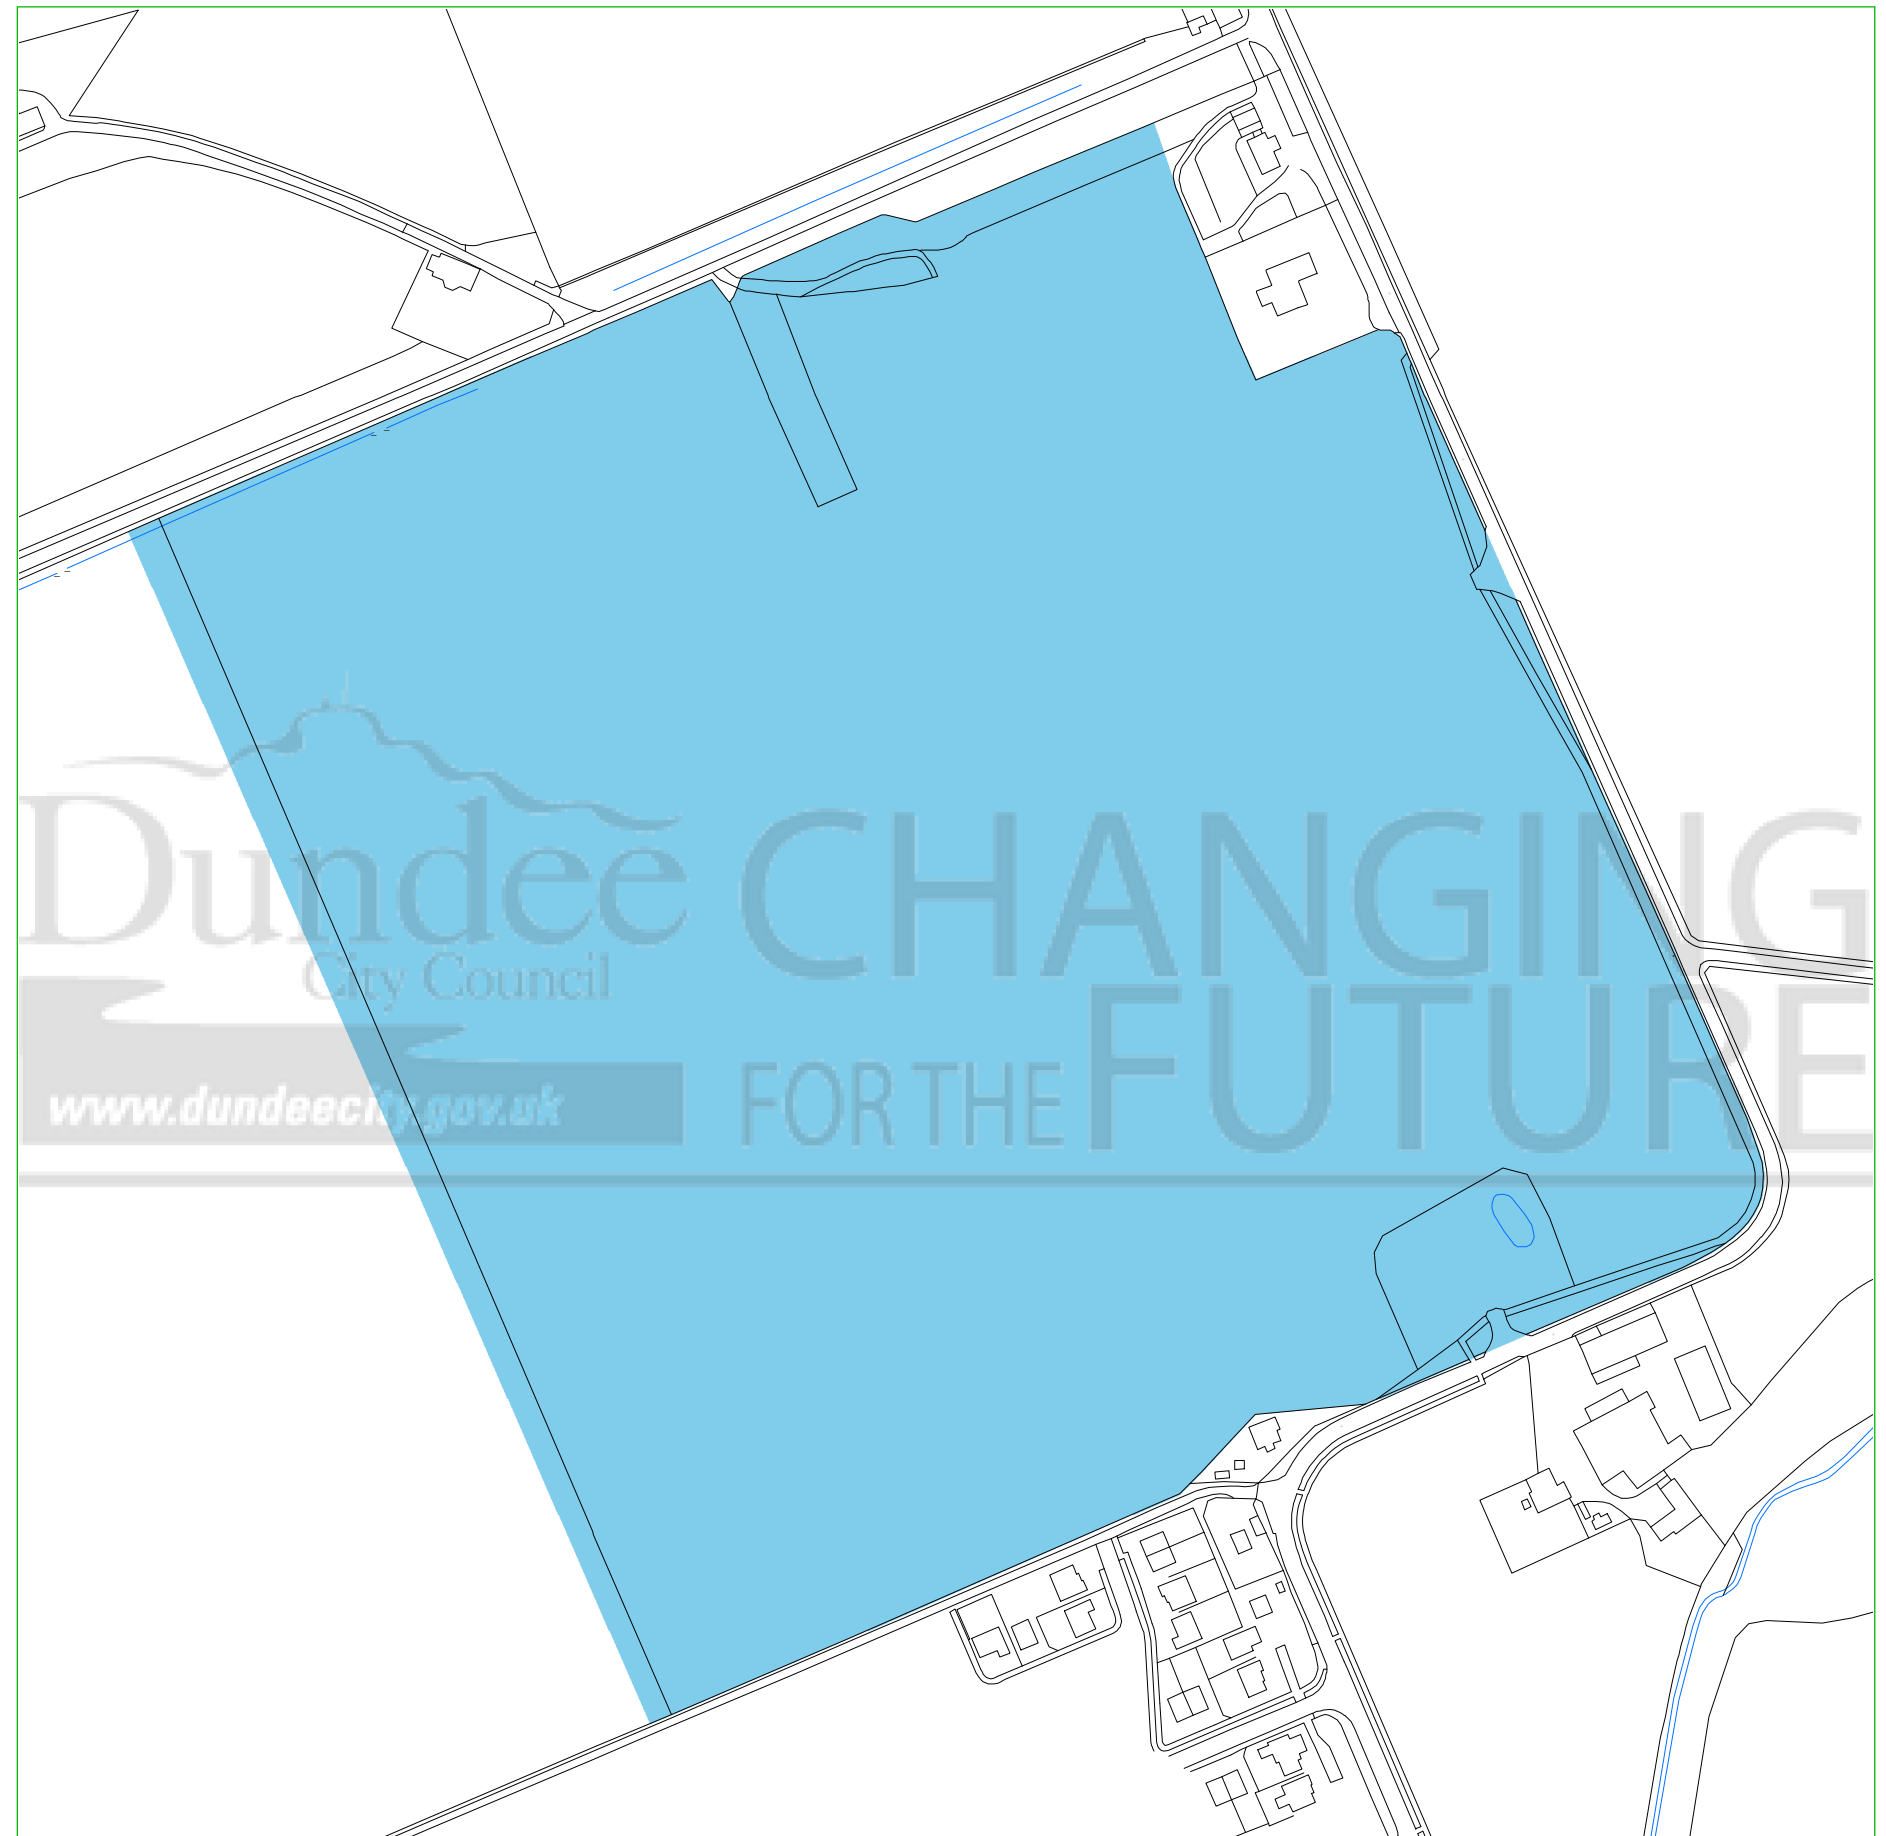 Dundee
City Council
www.dundeecity.gov.uk
CHANGING
FOR THE FUTURE